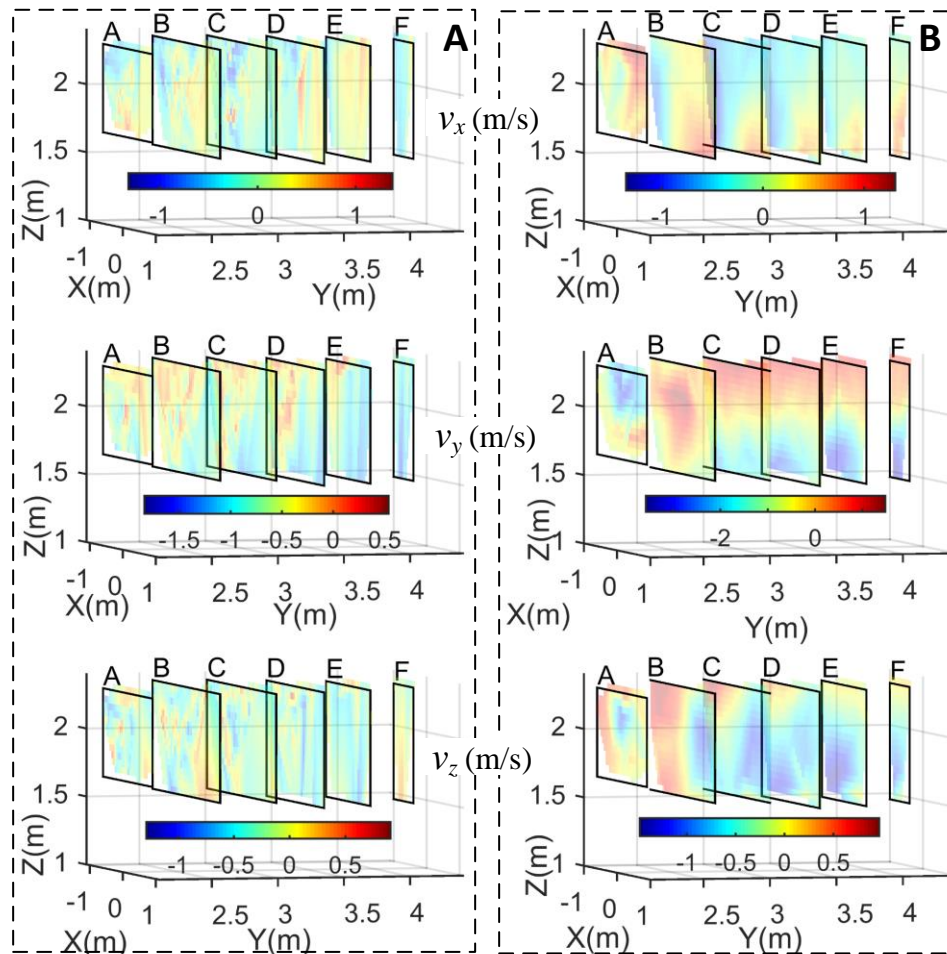 A B C D E F A
2
1.5
1
Z(m)
-1 0 1 2.5 3 3.5 4
X(m) Y(m)
-1 0 1
A B C D E F B
2
1.5
1
Z(m)
-1 0 1 2.5 3 3.5 4
X(m) Y(m)
-1 0 1
vx (m/s)
A B C D E F
2
1.5
1
Z(m)
-1 0 1 2.5 3 3.5 4
X(m) Y(m)
-1.5 -1 -0.5 0 0.5
A B C D E F
2
1.5
1
Z(m)
-1 0 1 2.5 3 3.5 4
X(m) Y(m)
-2 0
vy (m/s)
A B C D E F
2
1.5
1
Z(m)
-1 0 1 2.5 3 3.5 4
X(m) Y(m)
-1 -0.5 0 0.5
A B C D E F
2
1.5
1
Z(m)
-1 0 1 2.5 3 3.5 4
X(m) Y(m)
-1 -0.5 0 0.5
vz (m/s)